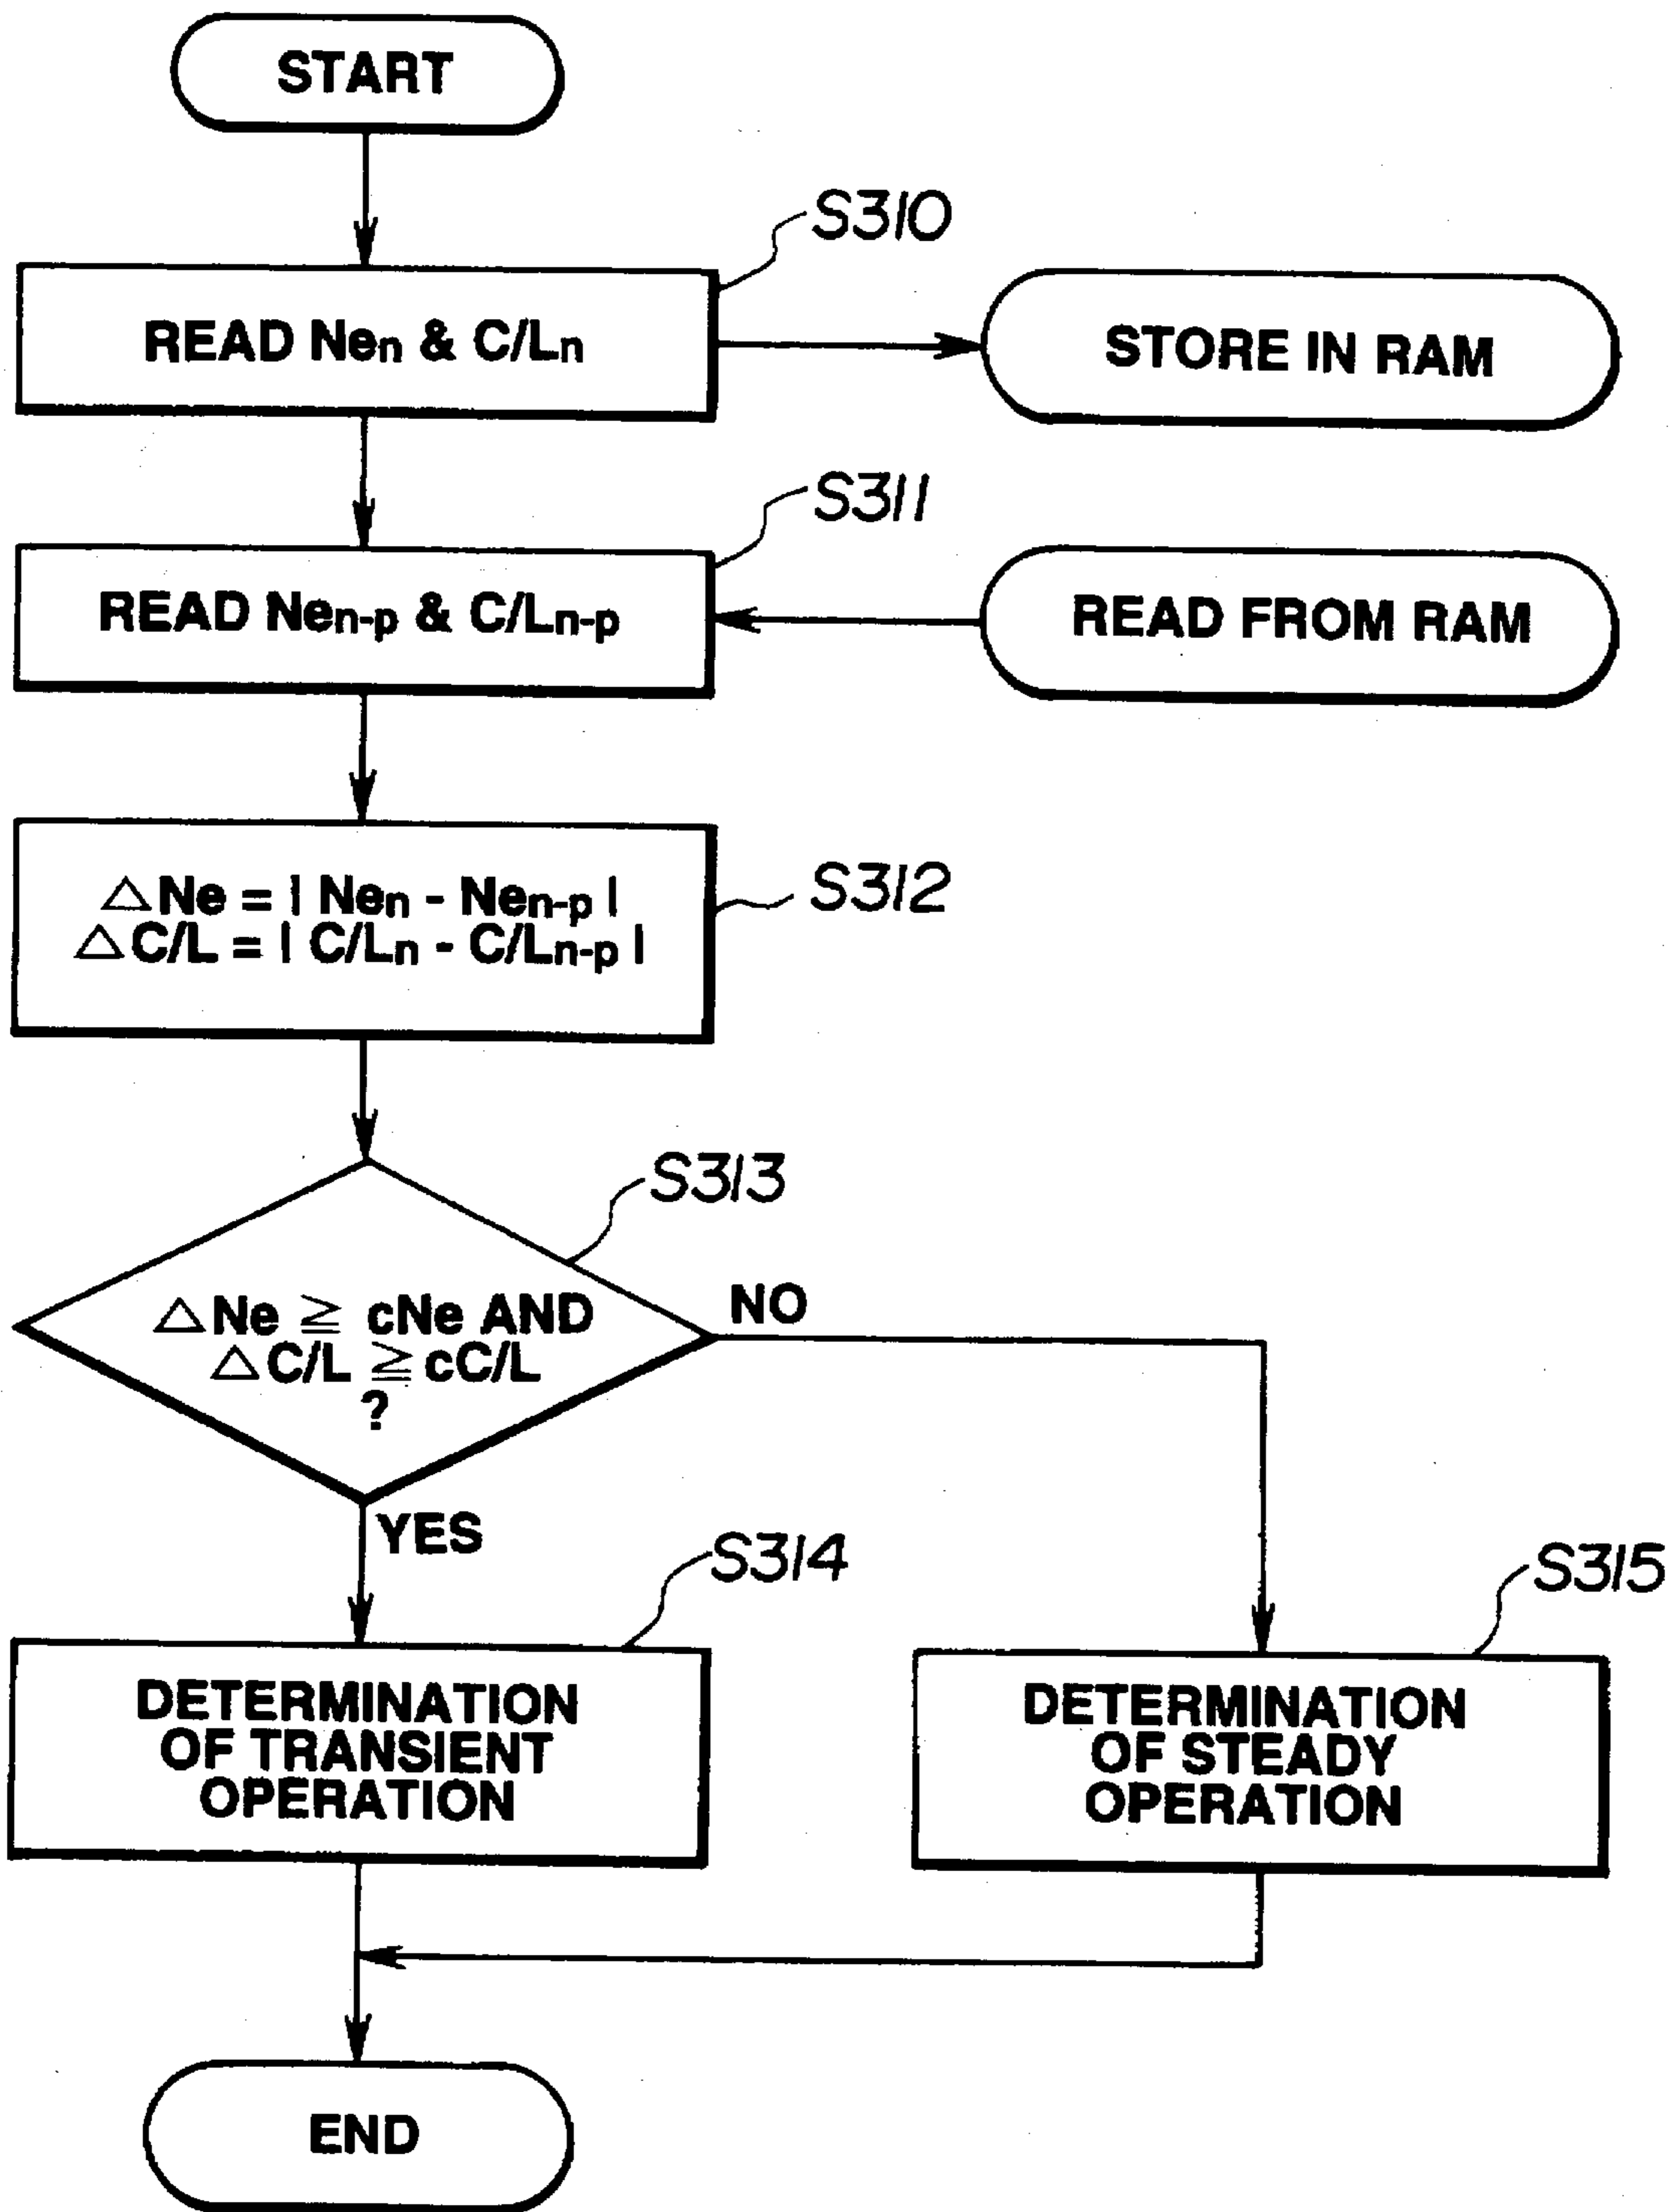 START
S310
READ Neₙ & C/Lₙ
STORE IN RAM
S311
READ Neₙ₋ₚ & C/Lₙ₋ₚ
READ FROM RAM
S312
△Ne = | Neₙ - Neₙ₋ₚ |
△C/L = | C/Lₙ - C/Lₙ₋ₚ |
S313
△Ne ≧ cNe AND
△C/L ≧ cC/L
?
NO
YES
S314
S315
DETERMINATION
OF TRANSIENT
OPERATION
DETERMINATION
OF STEADY
OPERATION
END